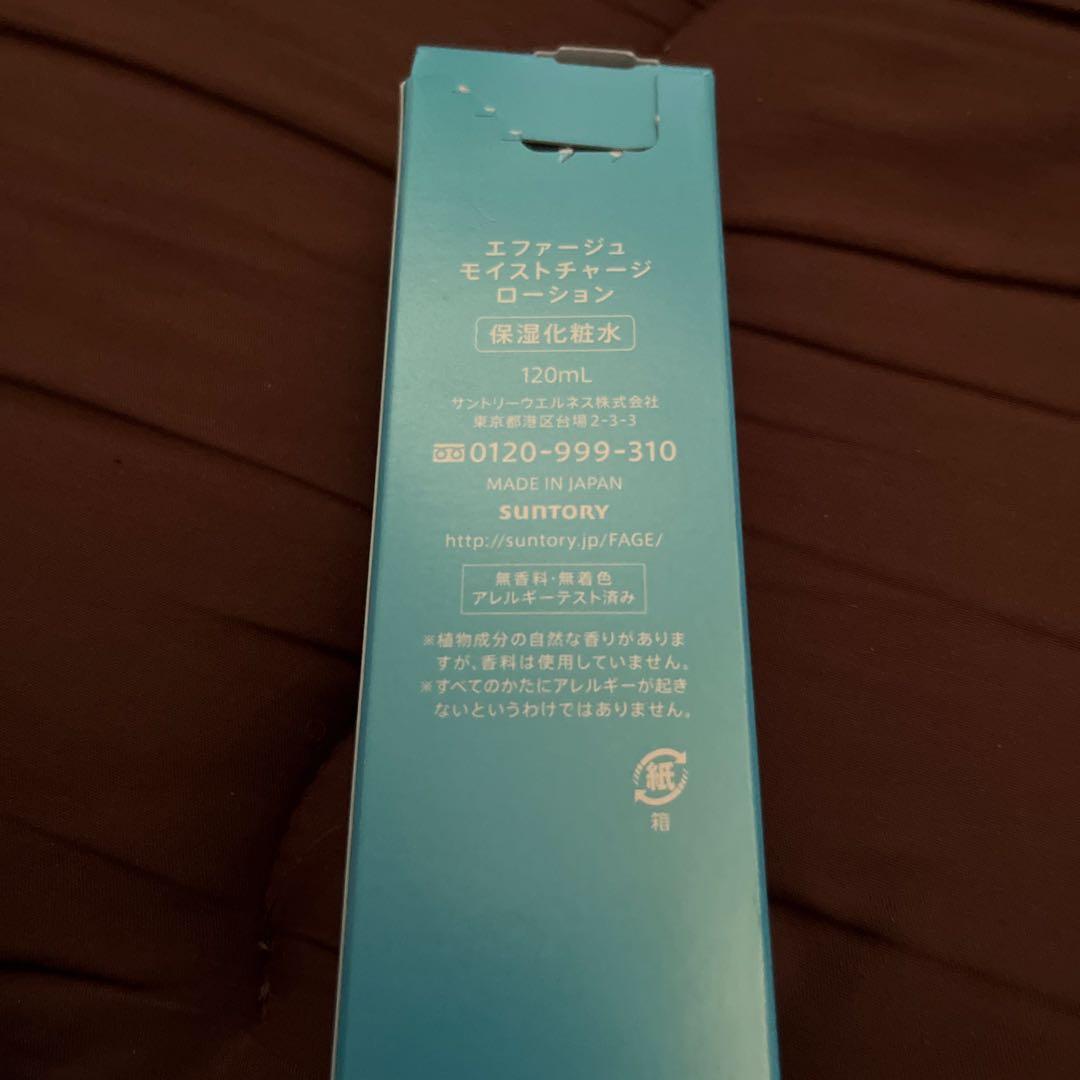 エファージュ
モイストチャージ
ローション
保湿化粧水
120mL
サントリーウエルネス株式会社
東京都港区台場2-3-3
0120-999-310
MADE IN JAPAN
SUNTORY
http://suntory.jp/FAGE/
無香料・無着色
アレルギーテスト済み
※植物成分の自然な香りがありま
すが、香料は使用していません。
※すべてのかたにアレルギーが起き
ないというわけではありません。
紙
箱